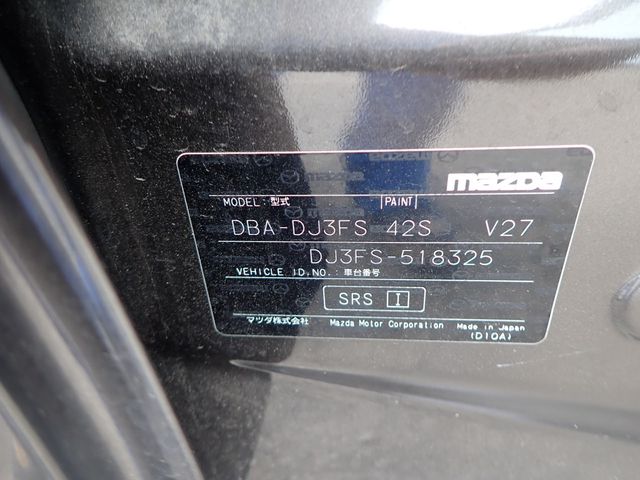 mazda
MODEL:型式 PAINT
DBA-DJ3FS 42S V27
DJ3FS-518325
VEHICLE ID.NO.:車台番号
SRS I
マツダ株式会社 Mazda Motor Corporation Made in Japan
(D10A)